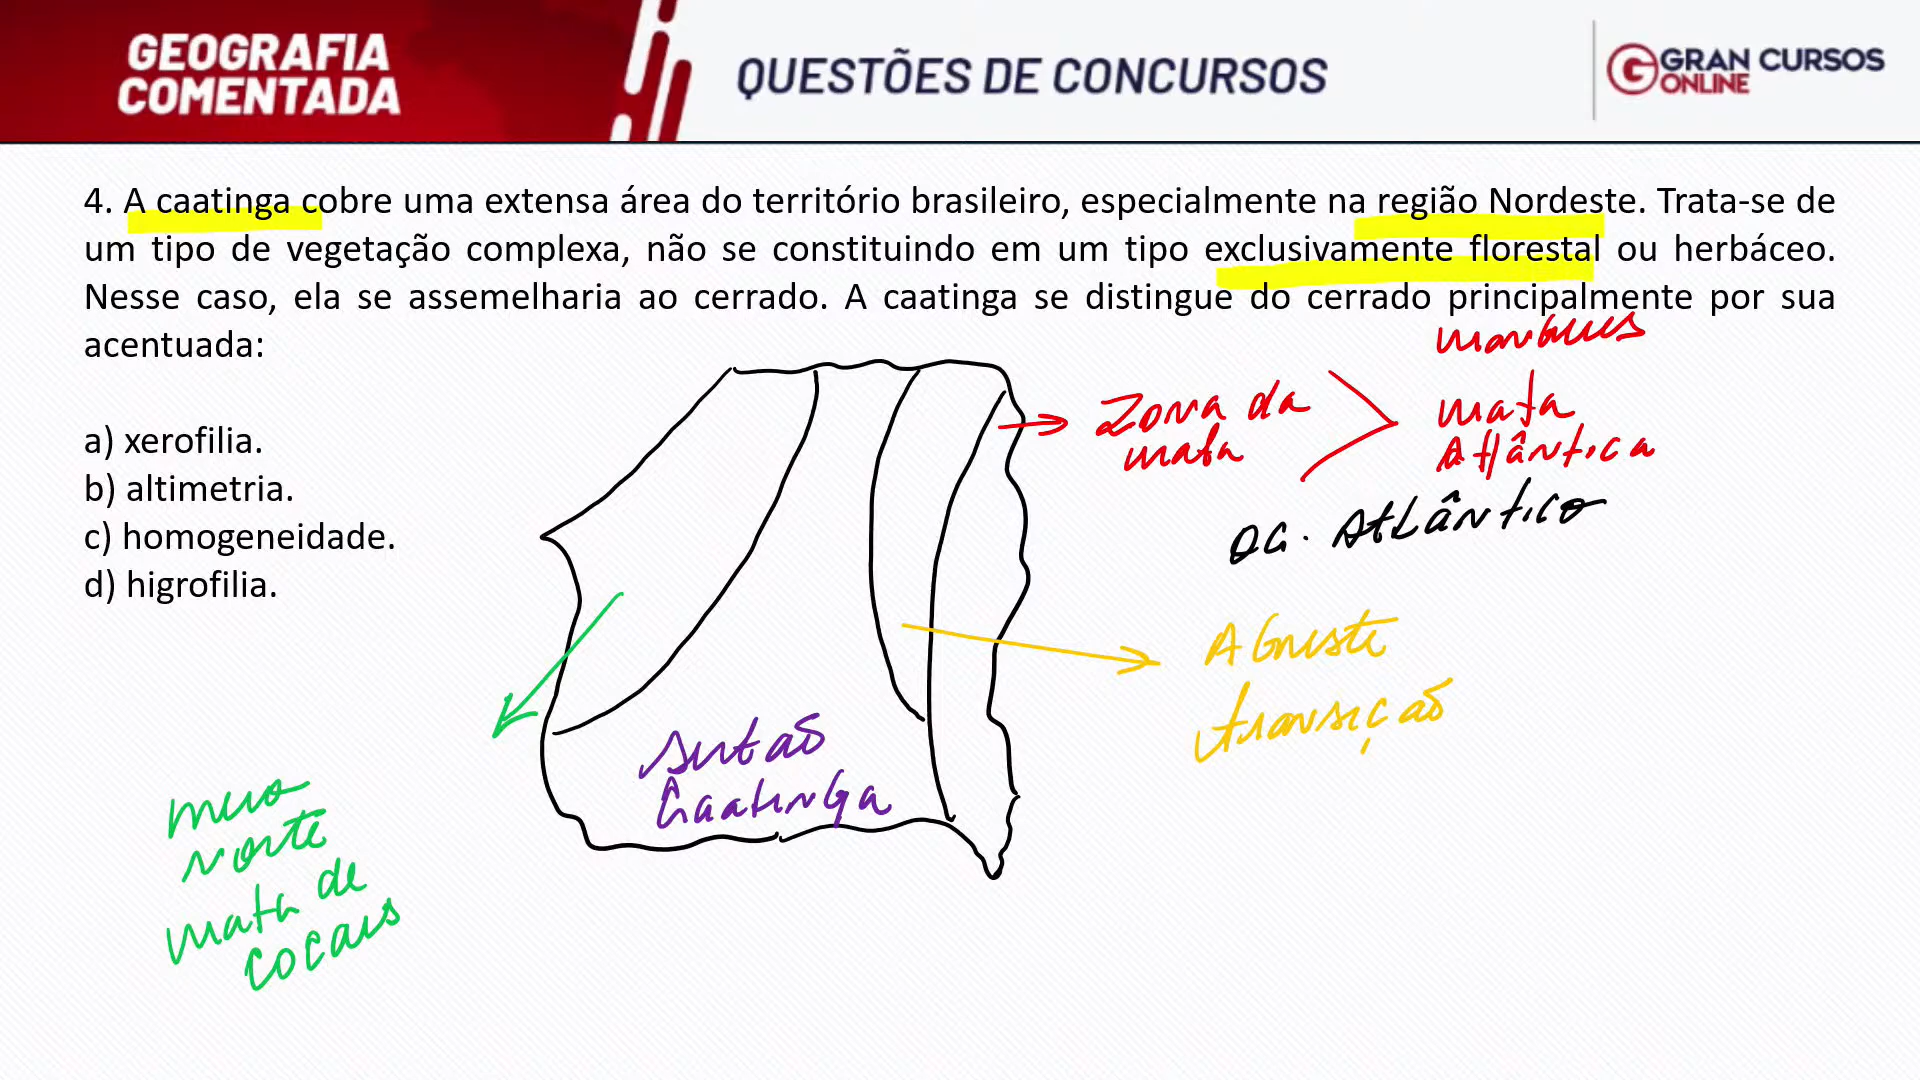 GEOGRAFIA
COMENTADA
QUESTÕES DE CONCURSOS
GRAN CURSOS
ONLINE
4. A caatinga cobre uma extensa área do território brasileiro, especialmente na região Nordeste. Trata-se de
um tipo de vegetação complexa, não se constituindo em um tipo exclusivamente florestal ou herbáceo.
Nesse caso, ela se assemelharia ao cerrado. A caatinga se distingue do cerrado principalmente por sua
acentuada:
a) xerofilia.
b) altimetria.
c) homogeneidade.
d) higrofilia.
Zona da
mata
mata
Atlântica
OC. Atlântico
Agreste
transição
sertão
Caatinga
meio
norte
mata de
cocais